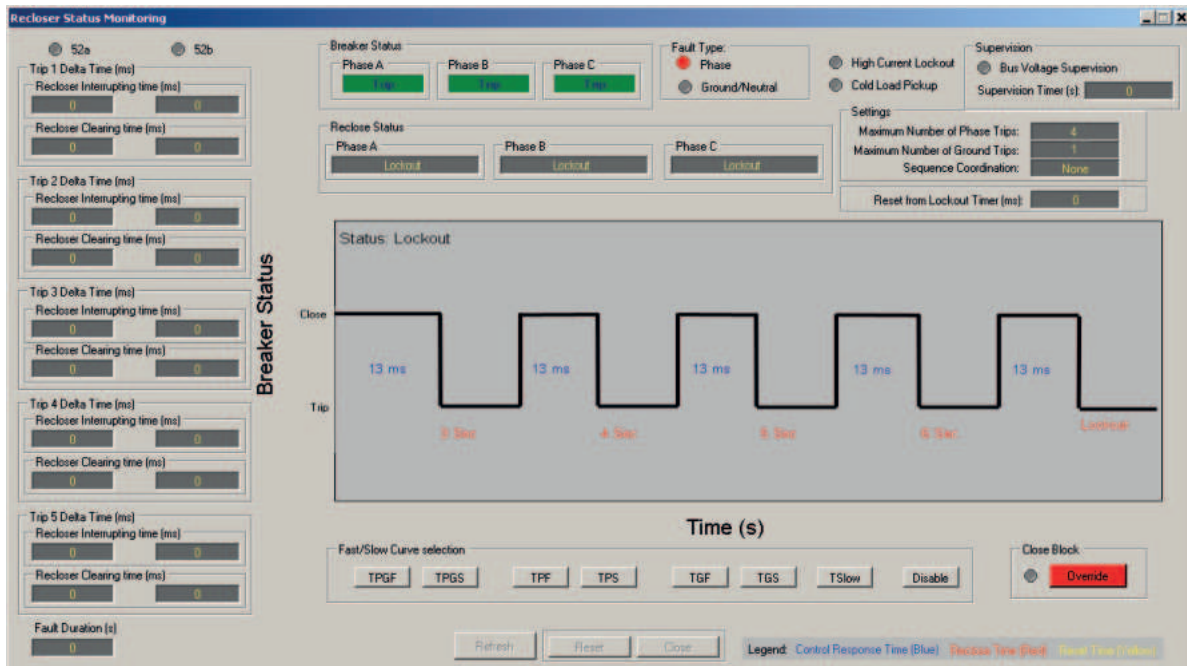 Recloser Status Monitoring
52a 52b
Trip 1 Delta Time (ms)
Recloser Interrupting time (ms)
0 0
Recloser Clearing time (ms)
0 0
Trip 2 Delta Time (ms)
Recloser Interrupting time (ms)
0 0
Recloser Clearing time (ms)
0 0
Trip 3 Delta Time (ms)
Recloser Interrupting time (ms)
0 0
Recloser Clearing time (ms)
0 0
Trip 4 Delta Time (ms)
Recloser Interrupting time (ms)
0 0
Recloser Clearing time (ms)
0 0
Trip 5 Delta Time (ms)
Recloser Interrupting time (ms)
0 0
Recloser Clearing time (ms)
0 0
Fault Duration (s)
0
Breaker Status
Phase A Phase B Phase C
Trip Trip Trip
Fault Type:
Phase
Ground/Neutral
High Current Lockout
Cold Load Pickup
Supervision
Bus Voltage Supervision
Supervision Timer (s): 0
Reclose Status
Phase A Phase B Phase C
Lockout Lockout Lockout
Settings
Maximum Number of Phase Trips: 4
Maximum Number of Ground Trips: 1
Sequence Coordination: None
Reset from Lockout Timer (ms): 0
Status: Lockout
Breaker Status
Close
13 ms 13 ms 13 ms 13 ms 13 ms
Trip
Lockout
Time (s)
Fast/Slow Curve selection
TPGF TPGS TPF TPS TGF TGS TSlow Disable
Close Block
Override
Refresh Reset Close
Legend: Control Response Time (Blue) Reclose Time (Red) Reset Time (Yellow)